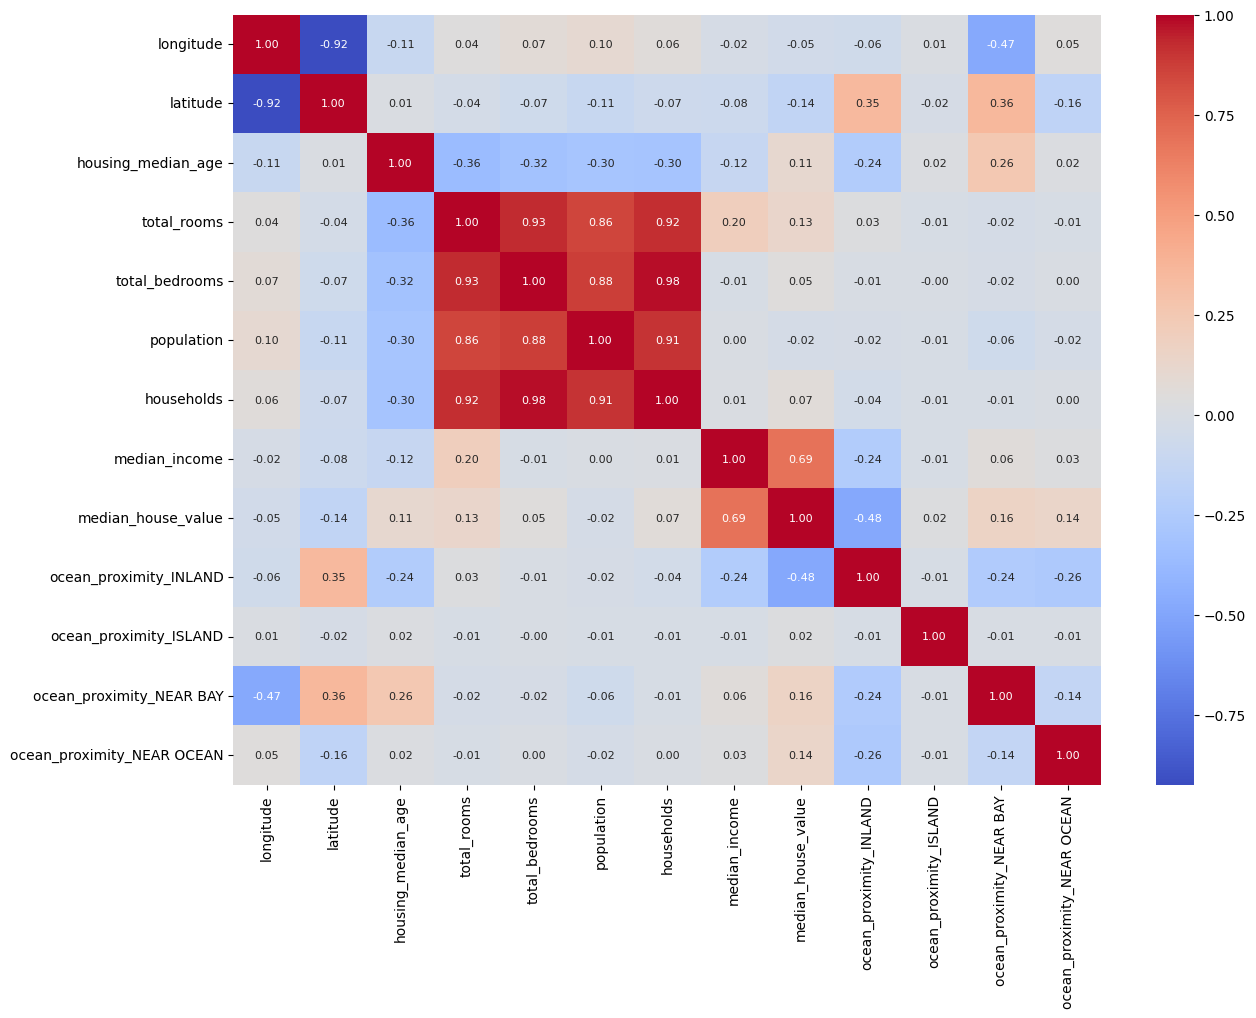 longitude 1.00 -0.92 -0.11 0.04 0.07 0.10 0.06 -0.02 -0.05 -0.06 0.01 -0.47 0.05
latitude -0.92 1.00 0.01 -0.04 -0.07 -0.11 -0.07 -0.08 -0.14 0.35 -0.02 0.36 -0.16
housing_median_age -0.11 0.01 1.00 -0.36 -0.32 -0.30 -0.30 -0.12 0.11 -0.24 0.02 0.26 0.02
total_rooms 0.04 -0.04 -0.36 1.00 0.93 0.86 0.92 0.20 0.13 0.03 -0.01 -0.02 -0.01
total_bedrooms 0.07 -0.07 -0.32 0.93 1.00 0.88 0.98 -0.01 0.05 -0.01 -0.00 -0.02 0.00
population 0.10 -0.11 -0.30 0.86 0.88 1.00 0.91 0.00 -0.02 -0.02 -0.01 -0.06 -0.02
households 0.06 -0.07 -0.30 0.92 0.98 0.91 1.00 0.01 0.07 -0.04 -0.01 -0.01 0.00
median_income -0.02 -0.08 -0.12 0.20 -0.01 0.00 0.01 1.00 0.69 -0.24 -0.01 0.06 0.03
median_house_value -0.05 -0.14 0.11 0.13 0.05 -0.02 0.07 0.69 1.00 -0.48 0.02 0.16 0.14
ocean_proximity_INLAND -0.06 0.35 -0.24 0.03 -0.01 -0.02 -0.04 -0.24 -0.48 1.00 -0.01 -0.24 -0.26
ocean_proximity_ISLAND 0.01 -0.02 0.02 -0.01 -0.00 -0.01 -0.01 -0.01 0.02 -0.01 1.00 -0.01 -0.01
ocean_proximity_NEAR BAY -0.47 0.36 0.26 -0.02 -0.02 -0.06 -0.01 0.06 0.16 -0.24 -0.01 1.00 -0.14
ocean_proximity_NEAR OCEAN 0.05 -0.16 0.02 -0.01 0.00 -0.02 0.00 0.03 0.14 -0.26 -0.01 -0.14 1.00
longitude
latitude
housing_median_age
total_rooms
total_bedrooms
population
households
median_income
median_house_value
ocean_proximity_INLAND
ocean_proximity_ISLAND
ocean_proximity_NEAR BAY
ocean_proximity_NEAR OCEAN
1.00
0.75
0.50
0.25
0.00
−0.25
−0.50
−0.75